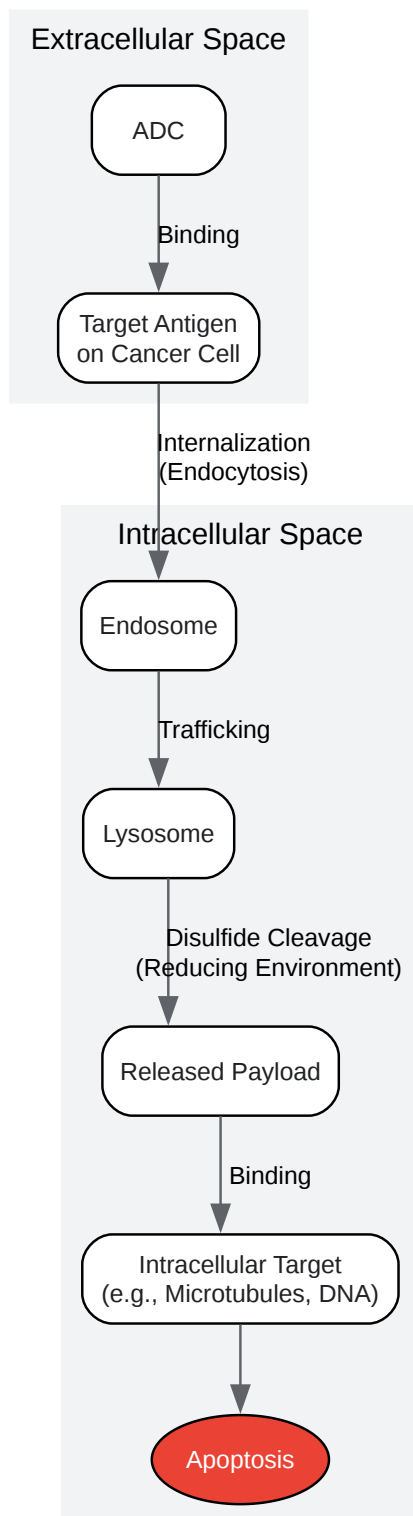 Extracellular Space
ADC
Binding
Target Antigen
on Cancer Cell
Internalization
(Endocytosis)
Intracellular Space
Endosome
Trafficking
Lysosome
Disulfide Cleavage
(Reducing Environment)
Released Payload
Binding
Intracellular Target
(e.g., Microtubules, DNA)
Apoptosis